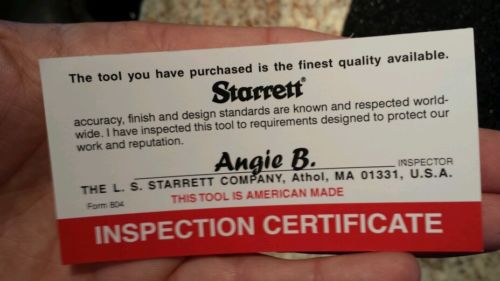 The tool you have purchased is the finest quality available.
Starrett®
accuracy, finish and design standards are known and respected world-
wide. I have inspected this tool to requirements designed to protect our
work and reputation.
Angie B. INSPECTOR
THE L. S. STARRETT COMPANY, Athol, MA 01331, U.S.A.
Form 804 THIS TOOL IS AMERICAN MADE
INSPECTION CERTIFICATE